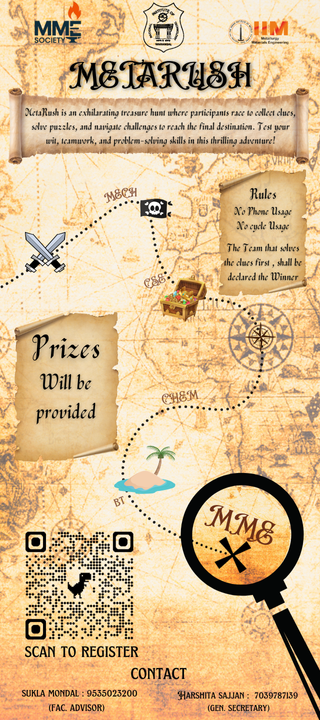 MME
SOCIETY
IIM
Metallurgy
Materials Engineering
METARUSH
MetaRush is an exhilarating treasure hunt where participants race to collect clues,
solve puzzles, and navigate challenges to reach the final destination. Test your
wit, teamwork, and problem-solving skills in this thrilling adventure!
MECH
Rules
No Phone Usage
No cycle Usage
The Team that solves
the clues first , shall be
declared the Winner
CSE
Prizes
Will be
provided
CHEM
BT
MME
SCAN TO REGISTER
CONTACT
SUKLA MONDAL : 9535023200
(FAC. ADVISOR)
HARSHITA SAJJAN : 7039787139
(GEN. SECRETARY)